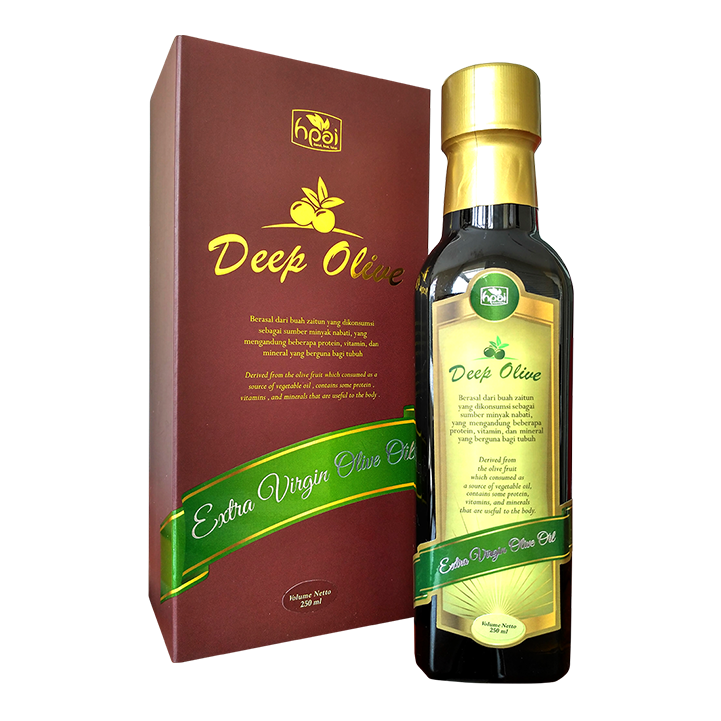 hpai
Deep Olive
Berasal dari buah zaitun yang dikonsumsi
sebagai sumber minyak nabati, yang
mengandung beberapa protein, vitamin, dan
mineral yang berguna bagi tubuh
Derived from the olive fruit which consumed as a
source of vegetable oil , contains some protein ,
vitamins , and minerals that are useful to the body .
Extra Virgin Olive Oil
Volume Netto
250 ml
hpai
Deep Olive
Berasal dari buah zaitun
yang dikonsumsi sebagai
sumber minyak nabati,
yang mengandung beberapa
protein, vitamin, dan mineral
yang berguna bagi tubuh
Derived from
the olive fruit
which consumed as
a source of vegetable oil,
contains some protein,
vitamins, and minerals
that are useful to the body.
Extra Virgin Olive Oil
Volume Netto
250 ml